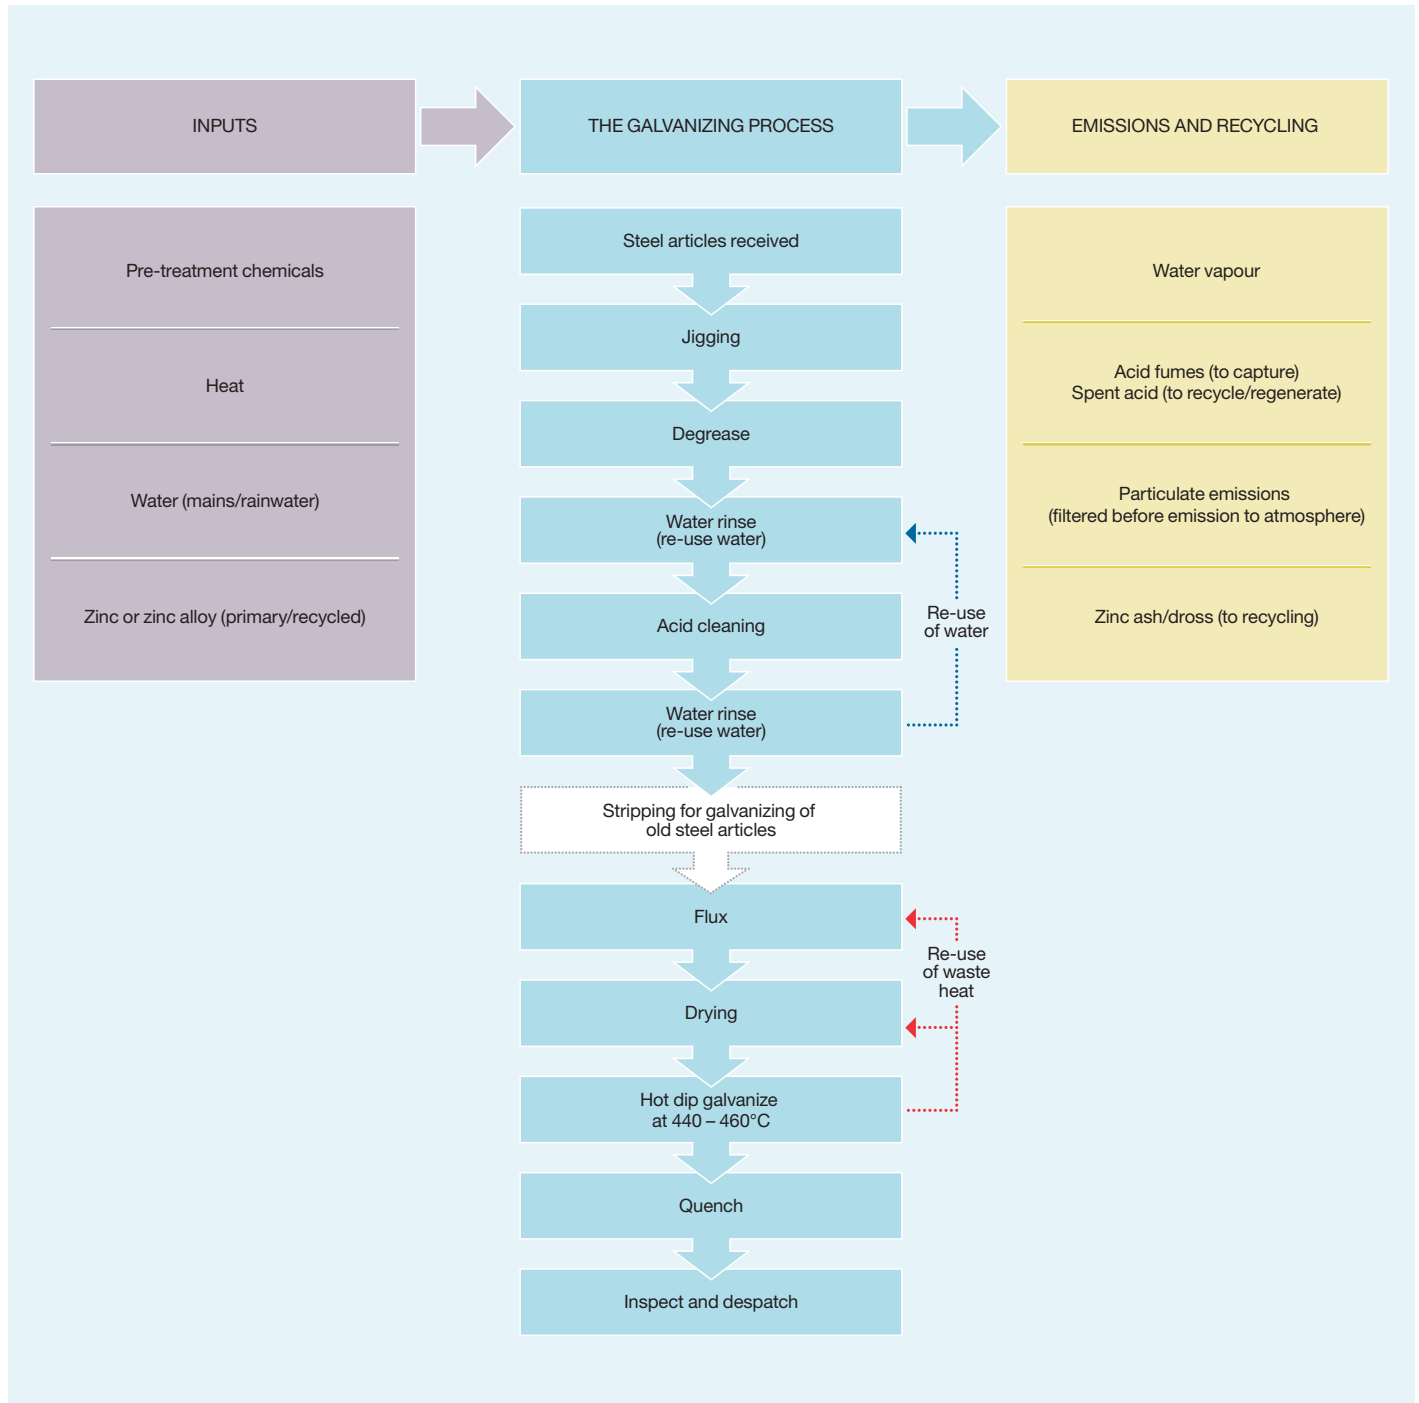 INPUTS
THE GALVANIZING PROCESS
EMISSIONS AND RECYCLING
Pre-treatment chemicals
Heat
Water (mains/rainwater)
Zinc or zinc alloy (primary/recycled)
Steel articles received
Jigging
Degrease
Water rinse
(re-use water)
Acid cleaning
Water rinse
(re-use water)
Re-use
of water
Stripping for galvanizing of
old steel articles
Flux
Drying
Hot dip galvanize
at 440 – 460°C
Re-use
of waste
heat
Quench
Inspect and despatch
Water vapour
Acid fumes (to capture)
Spent acid (to recycle/regenerate)
Particulate emissions
(filtered before emission to atmosphere)
Zinc ash/dross (to recycling)